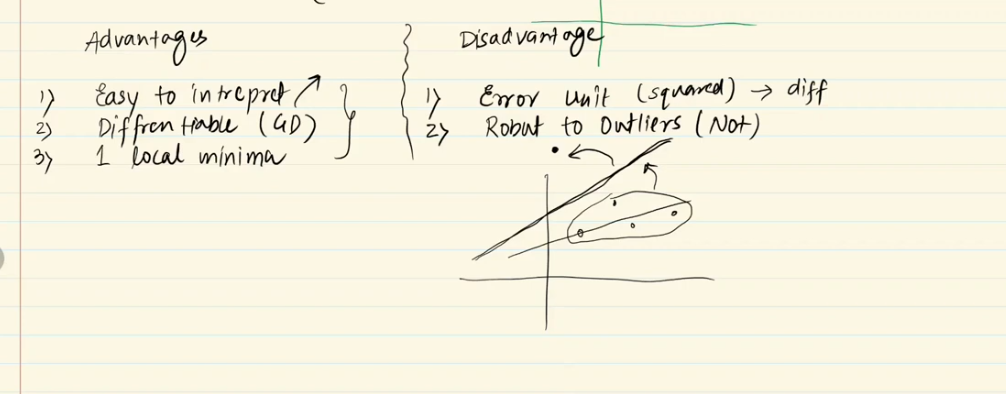 Advantages
1) Easy to intrepret
2) Diffrentiable (GD)
3) 1 local minima
Disadvantage
1) Error unit (squared) → diff
2) Robut to Outliers (Not)